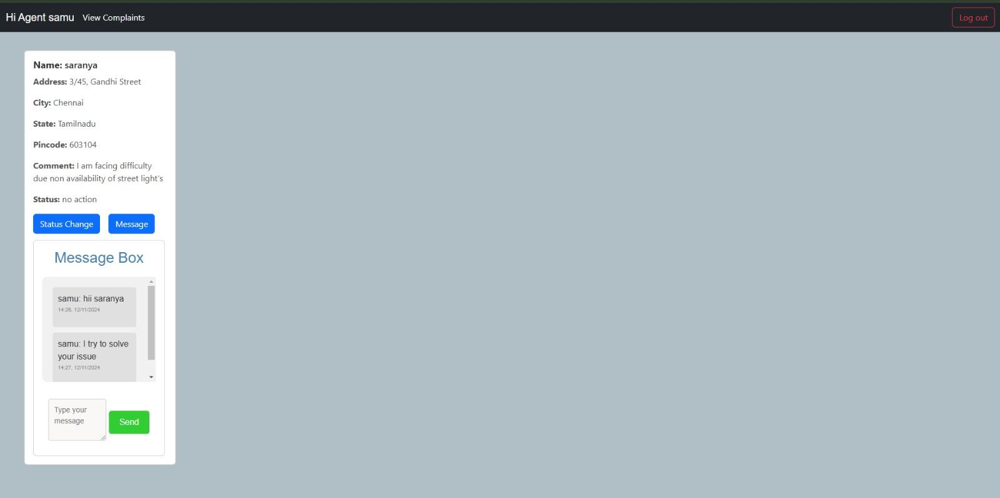 Hi Agent samu View Complaints Log out
Name: saranya
Address: 3/45, Gandhi Street
City: Chennai
State: Tamilnadu
Pincode: 603104
Comment: I am facing difficulty
due non availability of street light's
Status: no action
Status Change Message
Message Box
samu: hii saranya
14:26, 12/11/2024
samu: I try to solve
your issue
14:27, 12/11/2024
Type your
message
Send